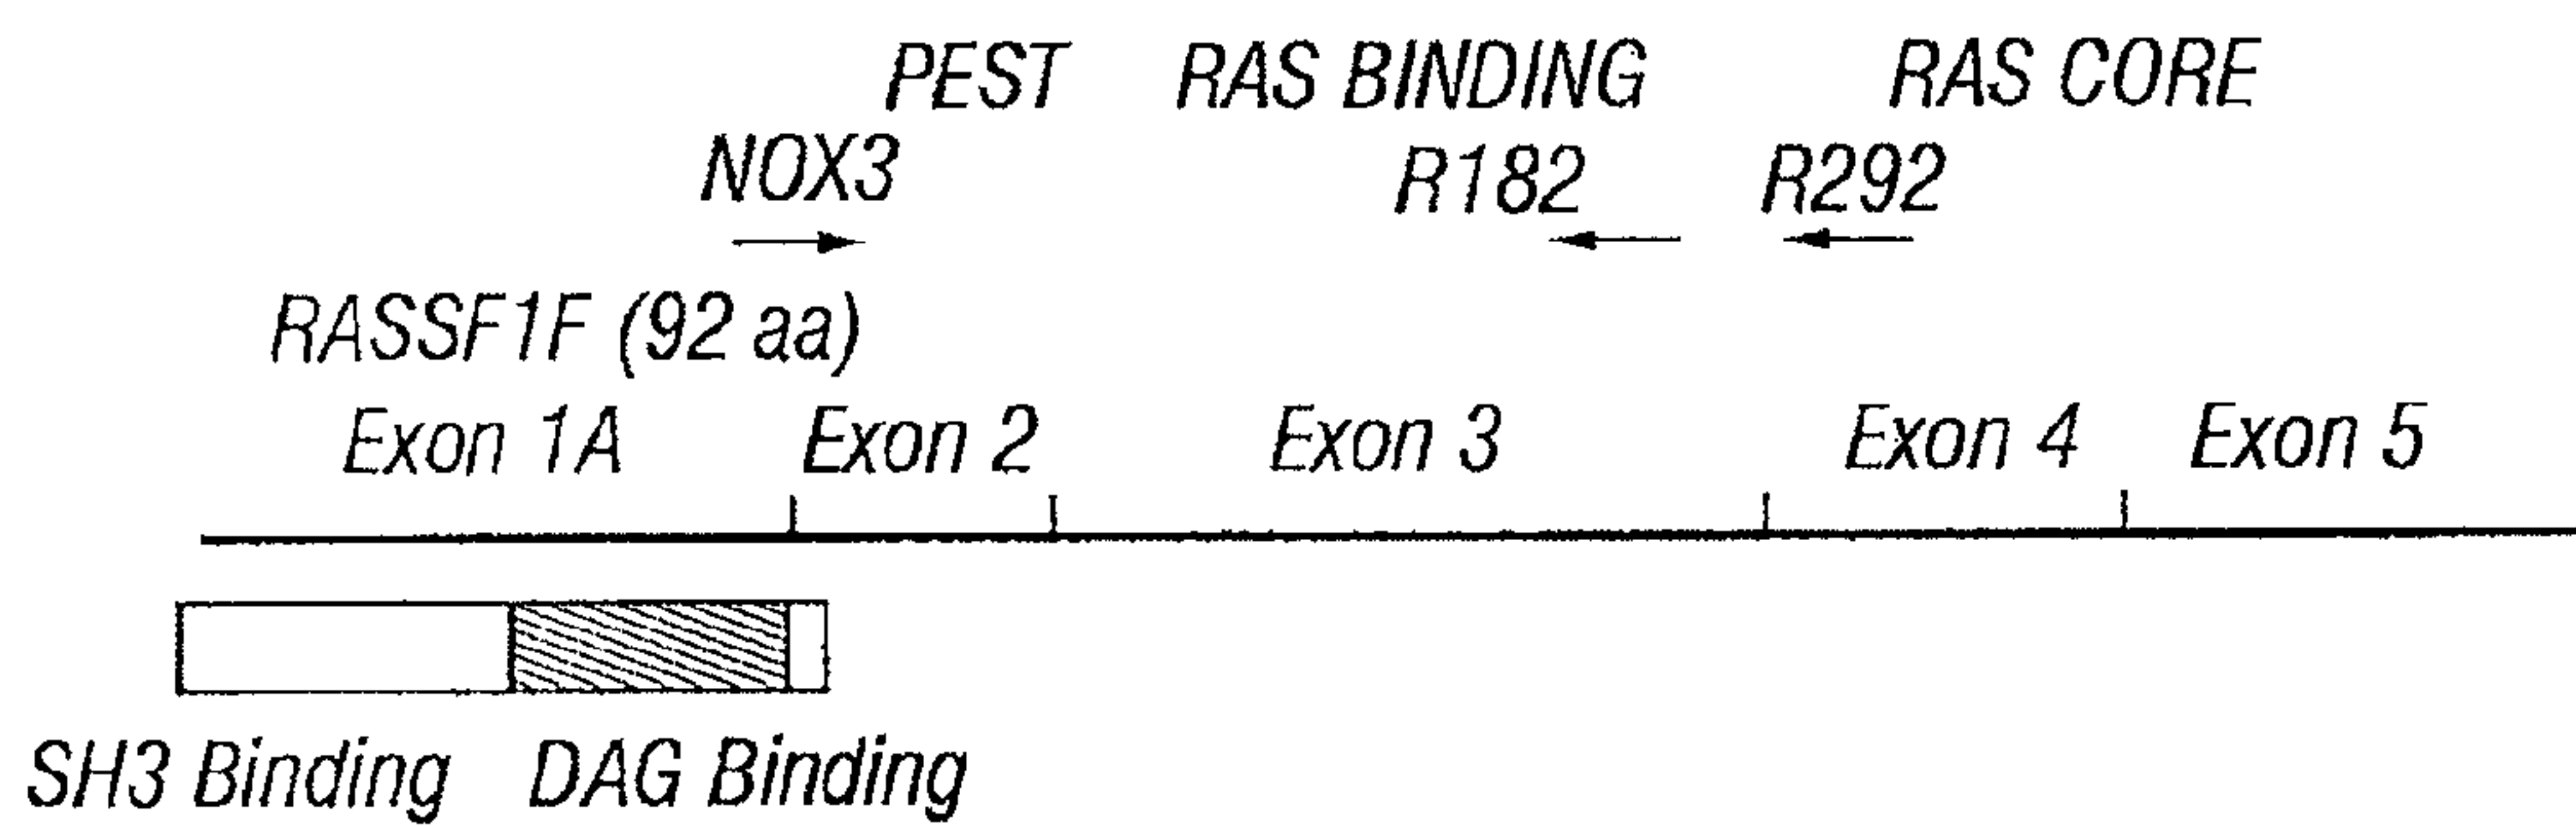 PEST RAS BINDING RAS CORE
NOX3 R182 R292
RASSF1F (92 aa)
Exon 1A Exon 2 Exon 3 Exon 4 Exon 5
SH3 Binding DAG Binding